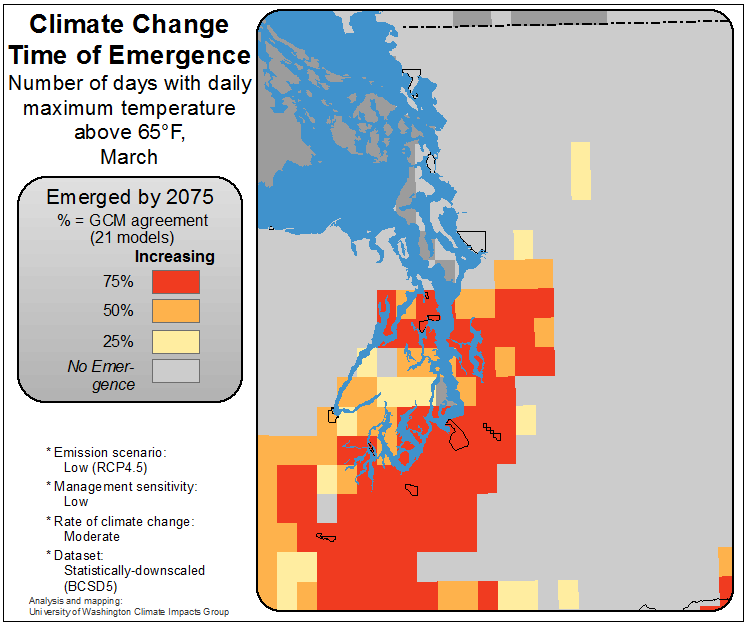 Climate Change
Time of Emergence
Number of days with daily
maximum temperature
above 65°F,
March
Emerged by 2075
% = GCM agreement
(21 models)
Increasing
75%
50%
25%
No Emer-
gence
* Emission scenario:
Low (RCP4.5)
* Management sensitivity:
Low
* Rate of climate change:
Moderate
* Dataset:
Statistically-downscaled
(BCSD5)
Analysis and mapping:
University of Washington Climate Impacts Group